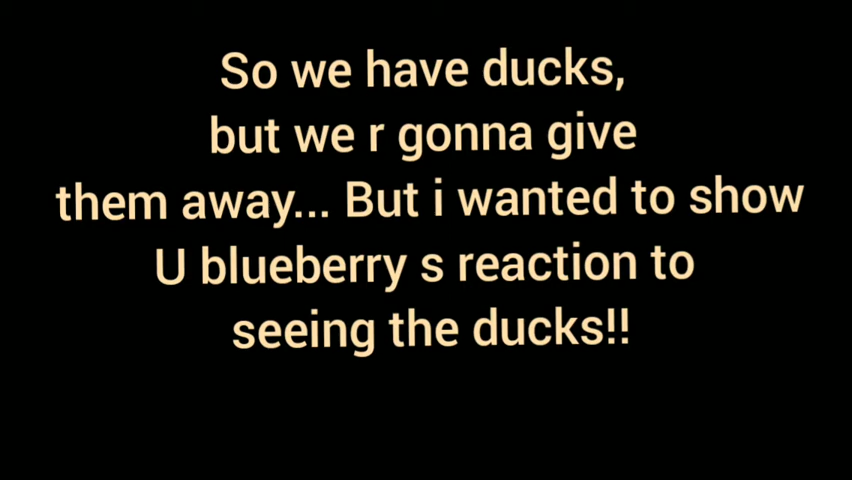 So we have ducks,
but we r gonna give
them away... But i wanted to show
U blueberry s reaction to
seeing the ducks!!